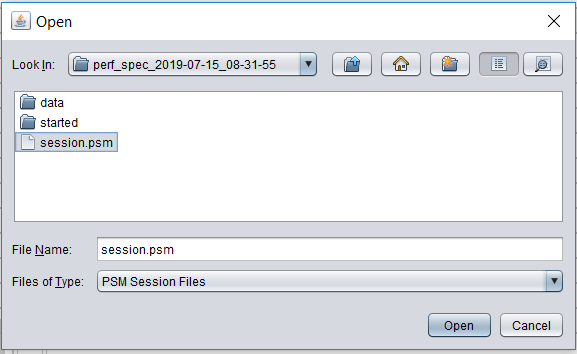 Open
Look In: perf_spec_2019-07-15_08-31-55
data
started
session.psm
File Name: session.psm
Files of Type: PSM Session Files
Open Cancel